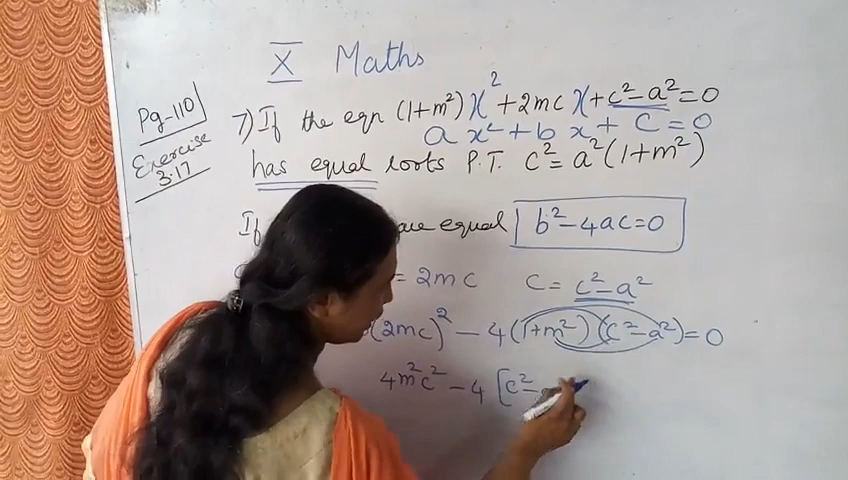 X Maths
Pg-110
Exercise
3.17
7) If the eqn (1+m²)x² + 2mc x + c²-a² = 0
a x² + b x + c = 0
has equal roots P.T. c² = a²(1+m²)
If are equal b²-4ac=0
= 2mc c = c²-a²
(2mc)² - 4(1+m²)(c²-a²) = 0
4m²c² - 4 [c²-